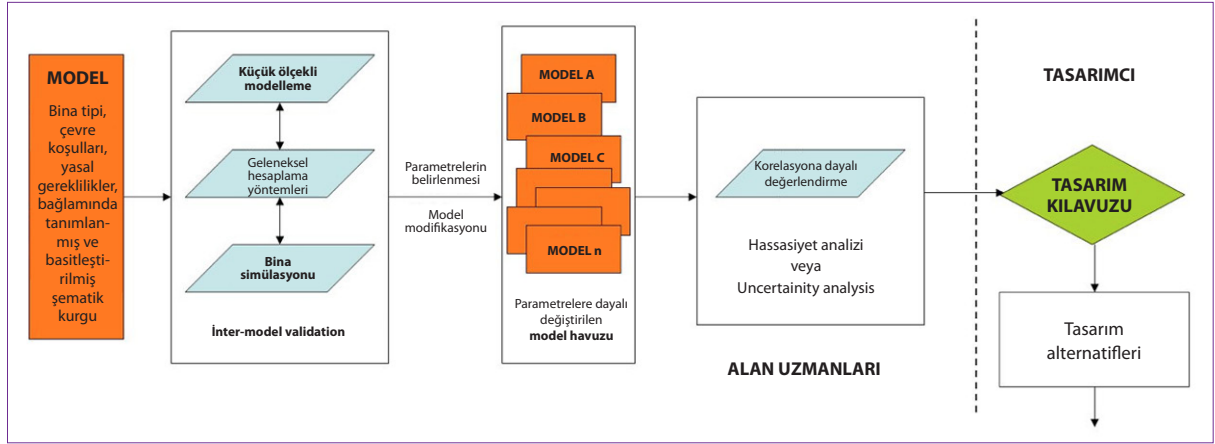 MODEL
Bina tipi,
çevre
koşulları,
yasal
gereklilikler,
bağlamında
tanımlan-
mış ve
basitleşti-
rilmiş
şematik
kurgu
Küçük ölçekli
modelleme
Geleneksel
hesaplama
yöntemleri
Bina
simülasyonu
İnter-model validation
Parametrelerin
belirlenmesi
Model
modifikasyonu
MODEL A
MODEL B
MODEL C
MODEL n
Parametrelere dayalı
değiştirilen
model havuzu
Korelasyona dayalı
değerlendirme
Hassasiyet analizi
veya
Uncertainity analysis
ALAN UZMANLARI
TASARIMCI
TASARIM
KILAVUZU
Tasarım
alternatifleri